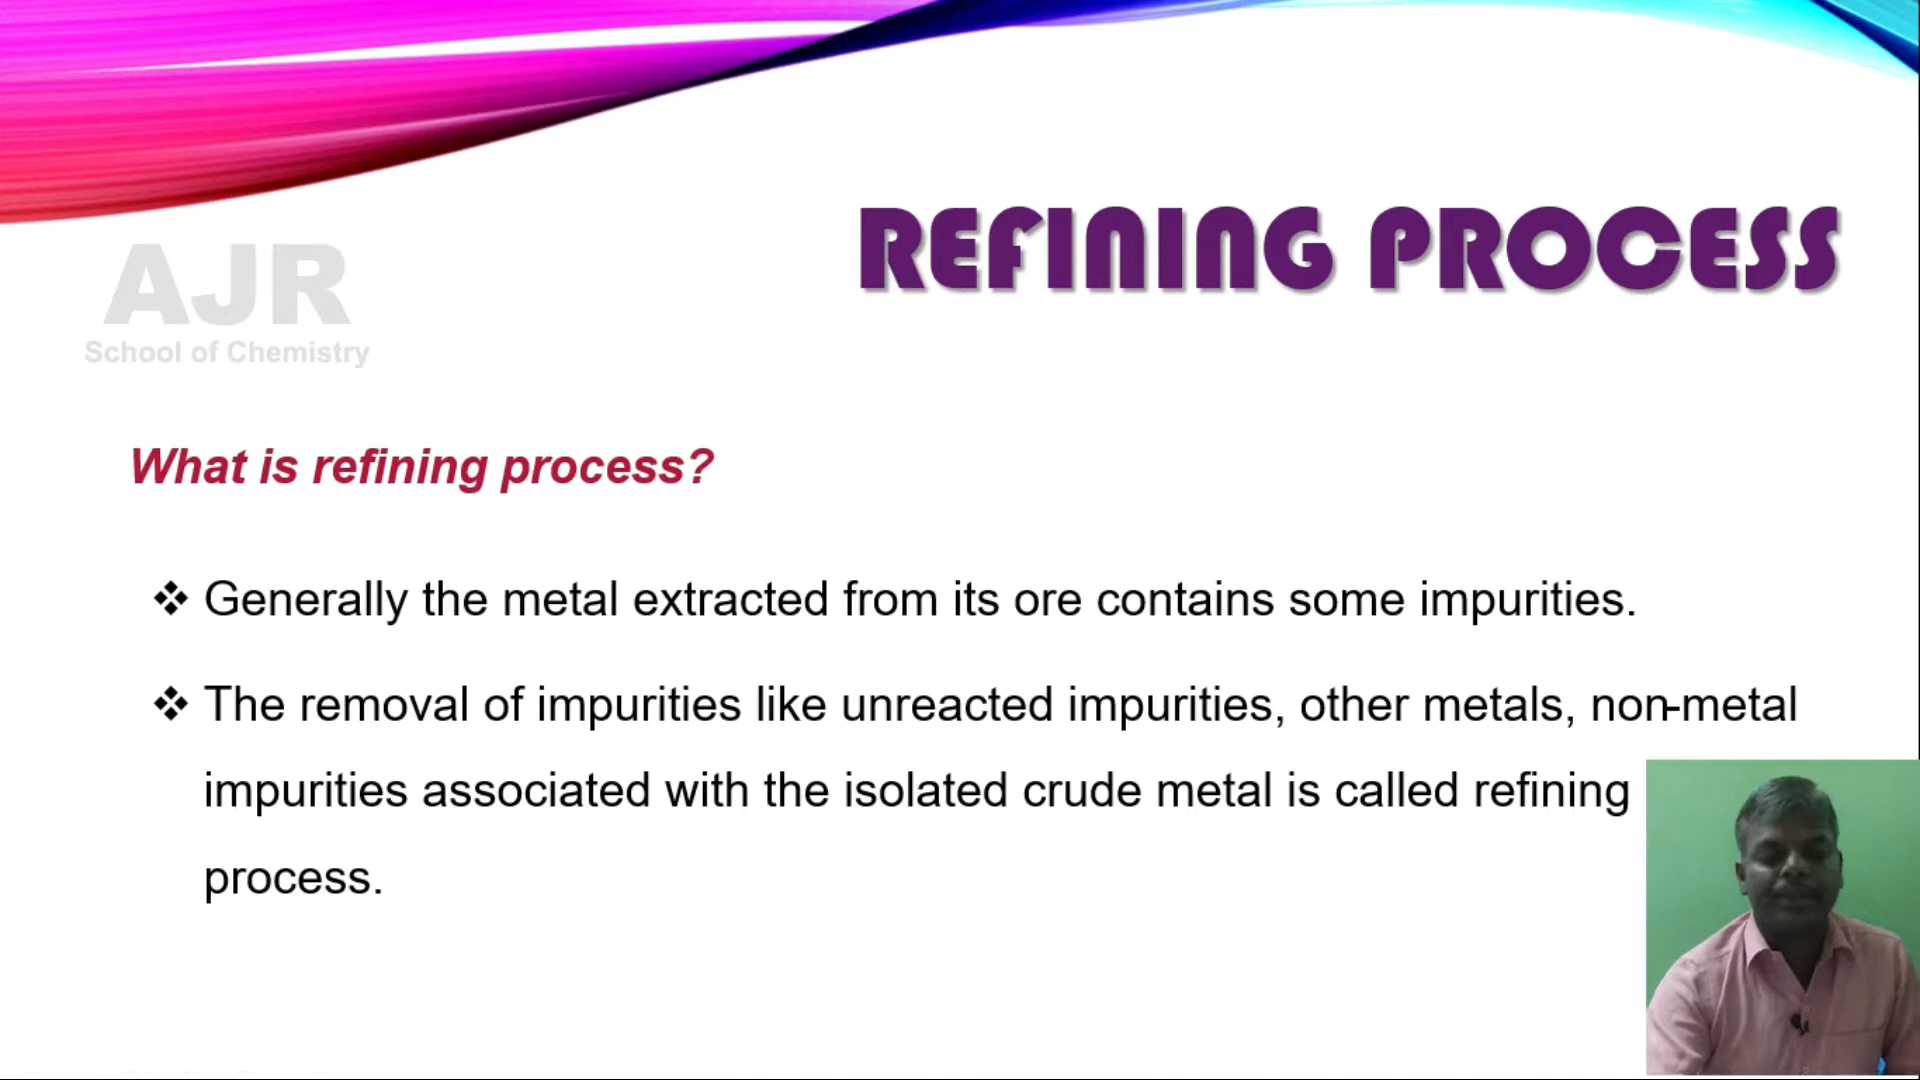 REFINING PROCESS
AJR
School of Chemistry
What is refining process?
❖ Generally the metal extracted from its ore contains some impurities.
❖ The removal of impurities like unreacted impurities, other metals, non-metal
impurities associated with the isolated crude metal is called refining
process.